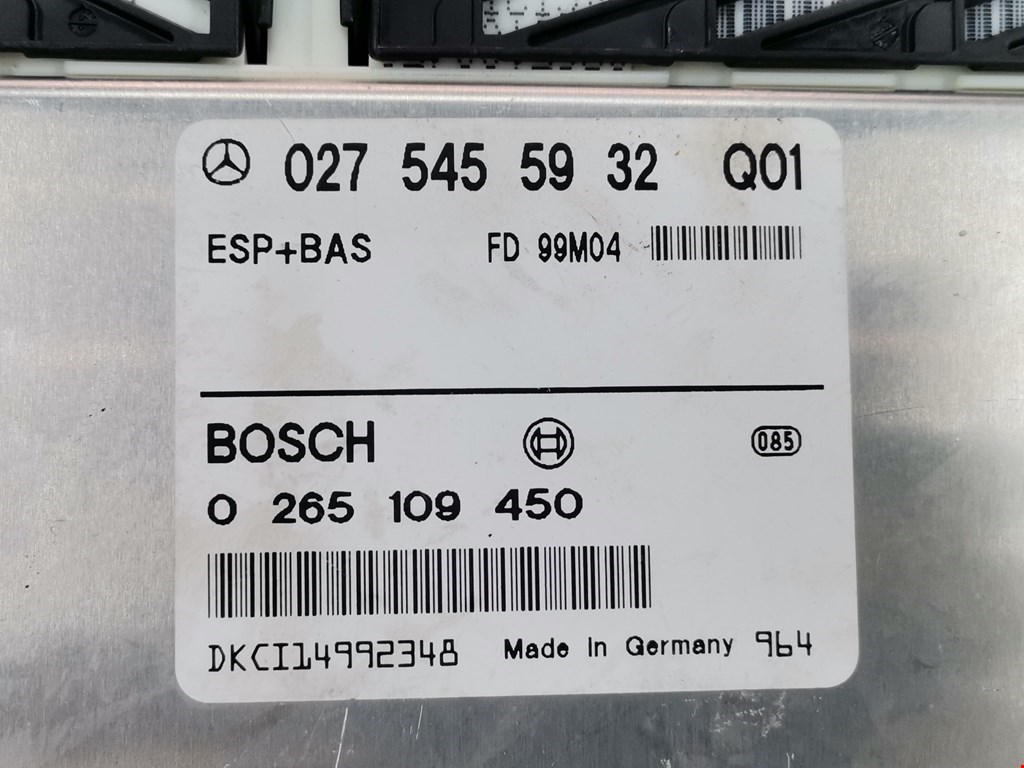 027 545 59 32 Q01
ESP+BAS FD 99M04
BOSCH 085
0 265 109 450
DKCI14992348 Made in Germany 964